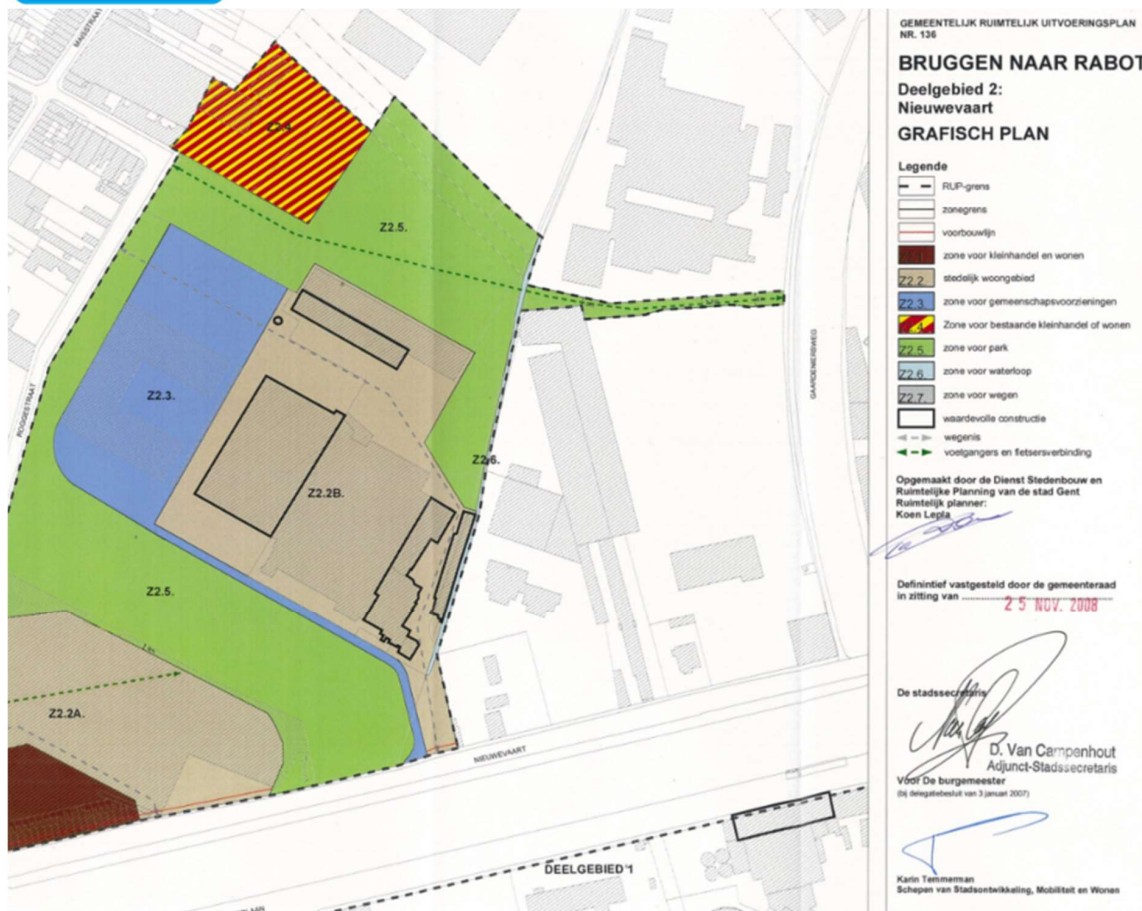 GEMEENTELIJK RUIMTELIJK UITVOERINGSPLAN
NR. 136
BRUGGEN NAAR RABOT
Deelgebied 2:
Nieuwevaart
GRAFISCH PLAN
Legende
RUP-grens
zonegrens
voorbouwlijn
zone voor kleinhandel en wonen
Z2.2. stedelijk woongebied
Z2.3. zone voor gemeenschapsvoorzieningen
Zone voor bestaande kleinhandel of wonen
Z2.5. zone voor park
Z2.6. zone voor waterloop
Z2.7. zone voor wegen
waardevolle constructie
wegenis
voetgangers en fietsersverbinding
Opgemaakt door de Dienst Stedenbouw en
Ruimtelijke Planning van de stad Gent
Ruimtelijk planner:
Koen Lepla
Definintief vastgesteld door de gemeenteraad
in zitting van
25 NOV. 2008
De stadssecretaris
D. Van Campenhout
Adjunct-Stadssecretaris
Voor De burgemeester
(bij delegatiebesluit van 3 januari 2007)
Karin Temmerman
Schepen van Stadsontwikkeling, Mobiliteit en Wonen
MAISSTRAAT
Z2.4.
Z2.5.
ROGGESTRAAT
Z2.3.
GAARDENIERSWEG
Z2.6.
Z2.2B.
Z2.5.
Z2.2A.
NIEUWEVAART
DEELGEBIED 1